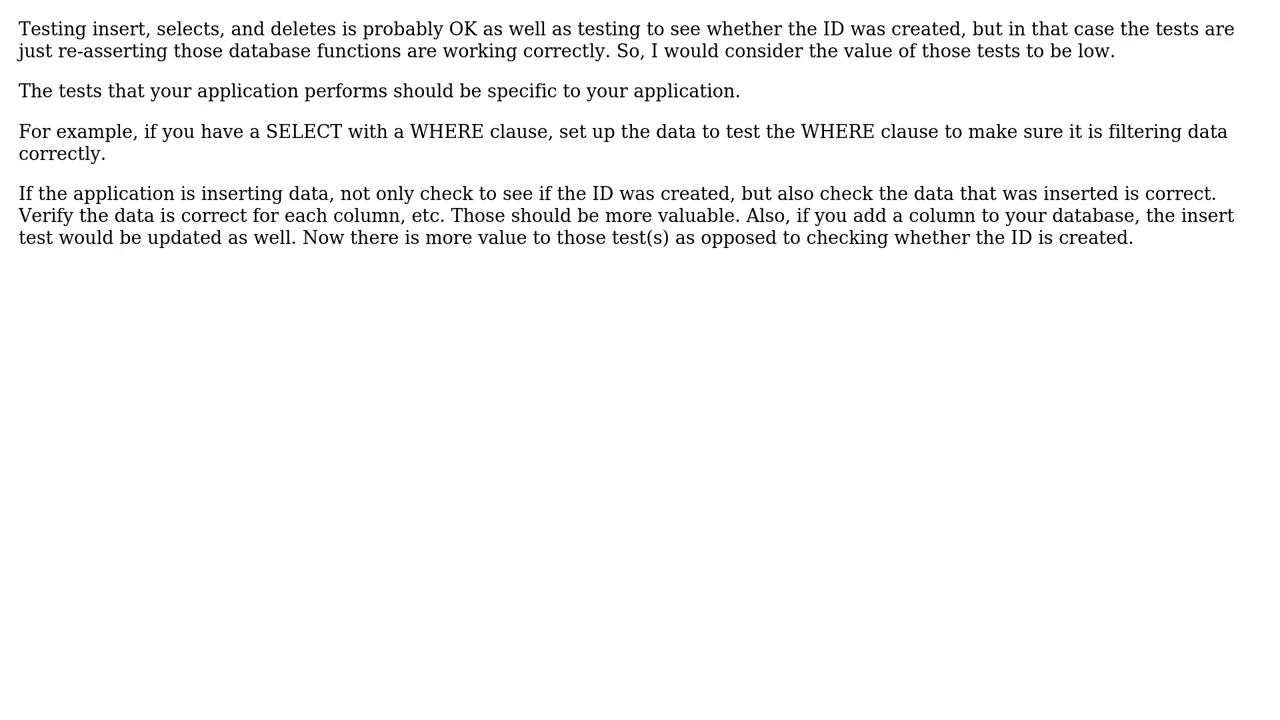 Testing insert, selects, and deletes is probably OK as well as testing to see whether the ID was created, but in that case the tests are
just re-asserting those database functions are working correctly. So, I would consider the value of those tests to be low.
The tests that your application performs should be specific to your application.
For example, if you have a SELECT with a WHERE clause, set up the data to test the WHERE clause to make sure it is filtering data
correctly.
If the application is inserting data, not only check to see if the ID was created, but also check the data that was inserted is correct.
Verify the data is correct for each column, etc. Those should be more valuable. Also, if you add a column to your database, the insert
test would be updated as well. Now there is more value to those test(s) as opposed to checking whether the ID is created.